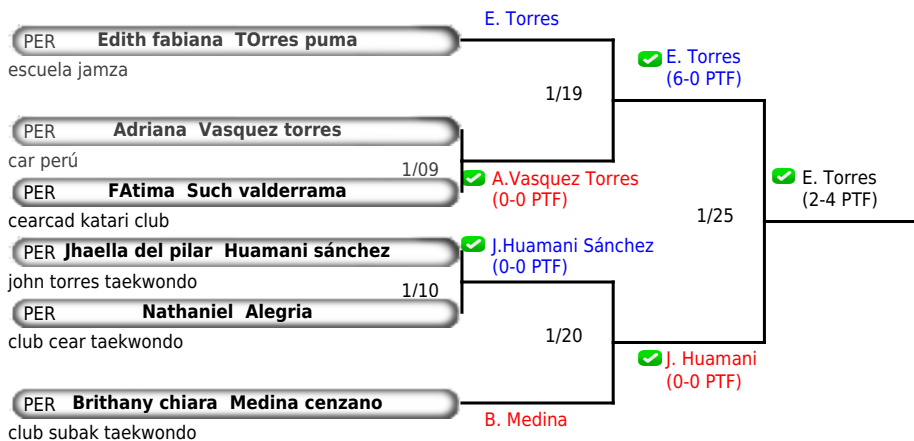 E. Torres
PER Edith fabiana TOrres puma
escuela jamza
E. Torres
(6-0 PTF)
1/19
PER Adriana Vasquez torres
car perú
1/09
PER FAtima Such valderrama
A.Vasquez Torres
(0-0 PTF)
cearcad katari club
E. Torres
(2-4 PTF)
1/25
PER Jhaella del pilar Huamani sánchez
J.Huamani Sánchez
(0-0 PTF)
john torres taekwondo
1/10
PER Nathaniel Alegria
club cear taekwondo
1/20
J. Huamani
(0-0 PTF)
PER Brithany chiara Medina cenzano
B. Medina
club subak taekwondo